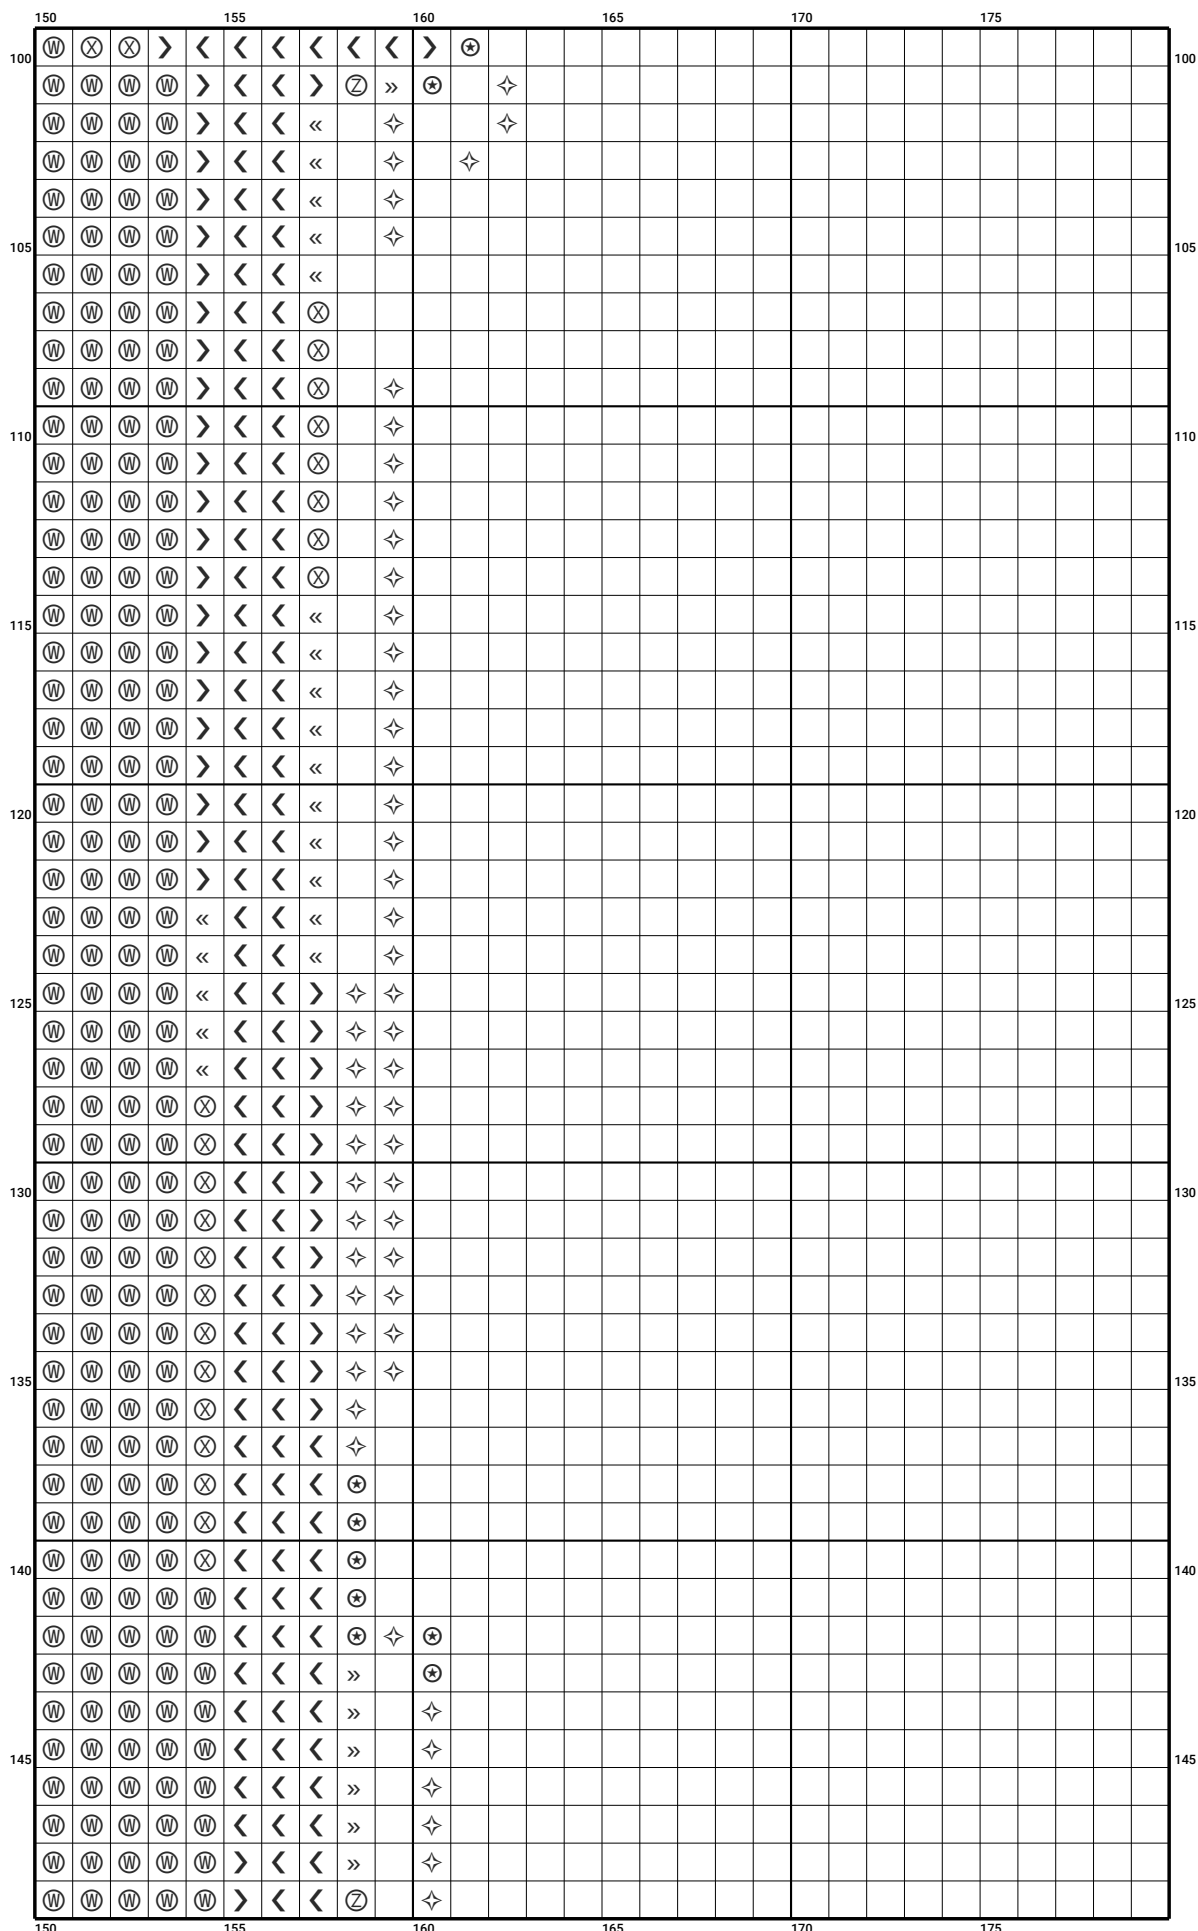 150 155 160 165 170 175
100 Ⓦ Ⓧ Ⓧ ❯ ❮ ❮ ❮ ❮ ❮ ❮ ❯ ✪ 100
Ⓦ Ⓦ Ⓦ Ⓦ ❯ ❮ ❮ ❯ Ⓩ » ✪ ✧
Ⓦ Ⓦ Ⓦ Ⓦ ❯ ❮ ❮ « ✧ ✧
Ⓦ Ⓦ Ⓦ Ⓦ ❯ ❮ ❮ « ✧ ✧
Ⓦ Ⓦ Ⓦ Ⓦ ❯ ❮ ❮ « ✧
105 Ⓦ Ⓦ Ⓦ Ⓦ ❯ ❮ ❮ « ✧ 105
Ⓦ Ⓦ Ⓦ Ⓦ ❯ ❮ ❮ «
Ⓦ Ⓦ Ⓦ Ⓦ ❯ ❮ ❮ Ⓧ
Ⓦ Ⓦ Ⓦ Ⓦ ❯ ❮ ❮ Ⓧ
Ⓦ Ⓦ Ⓦ Ⓦ ❯ ❮ ❮ Ⓧ ✧
110 Ⓦ Ⓦ Ⓦ Ⓦ ❯ ❮ ❮ Ⓧ ✧ 110
Ⓦ Ⓦ Ⓦ Ⓦ ❯ ❮ ❮ Ⓧ ✧
Ⓦ Ⓦ Ⓦ Ⓦ ❯ ❮ ❮ Ⓧ ✧
Ⓦ Ⓦ Ⓦ Ⓦ ❯ ❮ ❮ Ⓧ ✧
Ⓦ Ⓦ Ⓦ Ⓦ ❯ ❮ ❮ Ⓧ ✧
115 Ⓦ Ⓦ Ⓦ Ⓦ ❯ ❮ ❮ « ✧ 115
Ⓦ Ⓦ Ⓦ Ⓦ ❯ ❮ ❮ « ✧
Ⓦ Ⓦ Ⓦ Ⓦ ❯ ❮ ❮ « ✧
Ⓦ Ⓦ Ⓦ Ⓦ ❯ ❮ ❮ « ✧
Ⓦ Ⓦ Ⓦ Ⓦ ❯ ❮ ❮ « ✧
120 Ⓦ Ⓦ Ⓦ Ⓦ ❯ ❮ ❮ « ✧ 120
Ⓦ Ⓦ Ⓦ Ⓦ ❯ ❮ ❮ « ✧
Ⓦ Ⓦ Ⓦ Ⓦ ❯ ❮ ❮ « ✧
Ⓦ Ⓦ Ⓦ Ⓦ « ❮ ❮ « ✧
Ⓦ Ⓦ Ⓦ Ⓦ « ❮ ❮ « ✧
125 Ⓦ Ⓦ Ⓦ Ⓦ « ❮ ❮ ❯ ✧ ✧ 125
Ⓦ Ⓦ Ⓦ Ⓦ « ❮ ❮ ❯ ✧ ✧
Ⓦ Ⓦ Ⓦ Ⓦ « ❮ ❮ ❯ ✧ ✧
Ⓦ Ⓦ Ⓦ Ⓦ Ⓧ ❮ ❮ ❯ ✧ ✧
Ⓦ Ⓦ Ⓦ Ⓦ Ⓧ ❮ ❮ ❯ ✧ ✧
130 Ⓦ Ⓦ Ⓦ Ⓦ Ⓧ ❮ ❮ ❯ ✧ ✧ 130
Ⓦ Ⓦ Ⓦ Ⓦ Ⓧ ❮ ❮ ❯ ✧ ✧
Ⓦ Ⓦ Ⓦ Ⓦ Ⓧ ❮ ❮ ❯ ✧ ✧
Ⓦ Ⓦ Ⓦ Ⓦ Ⓧ ❮ ❮ ❯ ✧ ✧
Ⓦ Ⓦ Ⓦ Ⓦ Ⓧ ❮ ❮ ❯ ✧ ✧
135 Ⓦ Ⓦ Ⓦ Ⓦ Ⓧ ❮ ❮ ❯ ✧ ✧ 135
Ⓦ Ⓦ Ⓦ Ⓦ Ⓧ ❮ ❮ ❯ ✧
Ⓦ Ⓦ Ⓦ Ⓦ Ⓧ ❮ ❮ ❮ ✧
Ⓦ Ⓦ Ⓦ Ⓦ Ⓧ ❮ ❮ ❮ ✪
Ⓦ Ⓦ Ⓦ Ⓦ Ⓧ ❮ ❮ ❮ ✪
140 Ⓦ Ⓦ Ⓦ Ⓦ Ⓧ ❮ ❮ ❮ ✪ 140
Ⓦ Ⓦ Ⓦ Ⓦ Ⓦ ❮ ❮ ❮ ✪
Ⓦ Ⓦ Ⓦ Ⓦ Ⓦ ❮ ❮ ❮ ✪ ✧ ✪
Ⓦ Ⓦ Ⓦ Ⓦ Ⓦ ❮ ❮ ❮ » ✪
Ⓦ Ⓦ Ⓦ Ⓦ Ⓦ ❮ ❮ ❮ » ✧
145 Ⓦ Ⓦ Ⓦ Ⓦ Ⓦ ❮ ❮ ❮ » ✧ 145
Ⓦ Ⓦ Ⓦ Ⓦ Ⓦ ❮ ❮ ❮ » ✧
Ⓦ Ⓦ Ⓦ Ⓦ Ⓦ ❮ ❮ ❮ » ✧
Ⓦ Ⓦ Ⓦ Ⓦ Ⓦ ❯ ❮ ❮ » ✧
Ⓦ Ⓦ Ⓦ Ⓦ Ⓦ ❯ ❮ ❮ Ⓩ ✧
150 155 160 165 170 175